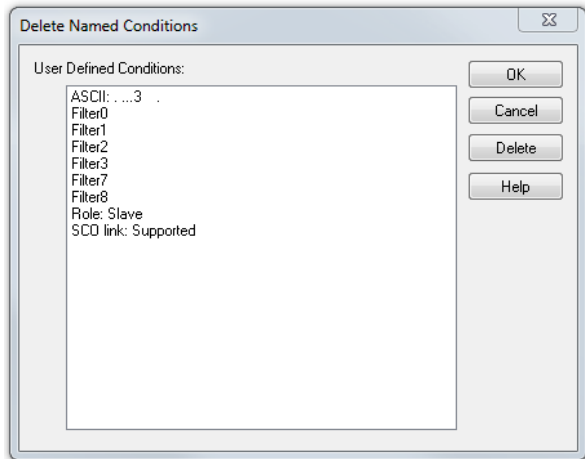 Delete Named Conditions
User Defined Conditions:
ASCII: . ...3 .
Filter0
Filter1
Filter2
Filter3
Filter7
Filter8
Role: Slave
SCO link: Supported
OK
Cancel
Delete
Help